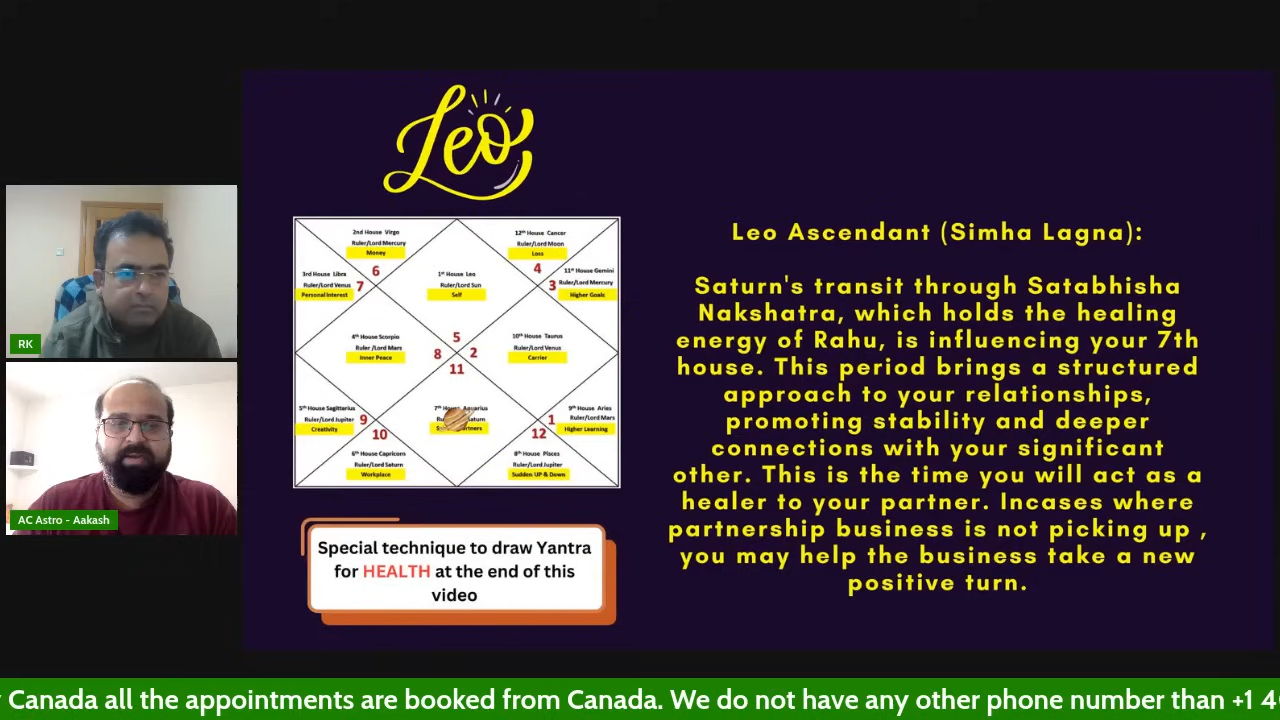 Leo
2nd House Virgo
Ruler/Lord Mercury
Money
12th House Cancer
Ruler/Lord Moon
Loss
6
4
3rd House Libra
Ruler/Lord Venus
Personal Interest
7
1st House Leo
Ruler/Lord Sun
Self
3
11th House Gemini
Ruler/Lord Mercury
Higher Goals
4th House Scorpio
Ruler/Lord Mars
Inner Peace
5
8
2
11
10th House Taurus
Ruler/Lord Venus
Carrier
5th House Sagittarius
Ruler/Lord Jupiter
Creativity
9
10
7th House Aquarius
1
12
9th House Aries
Ruler/Lord Mars
Higher Learning
6th House Capricorn
Ruler/Lord Saturn
Workplace
8th House Pisces
Ruler/Lord Jupiter
Sudden UP & Down
Special technique to draw Yantra
for HEALTH at the end of this
video
Leo Ascendant (Simha Lagna):
Saturn's transit through Satabhisha
Nakshatra, which holds the healing
energy of Rahu, is influencing your 7th
house. This period brings a structured
approach to your relationships,
promoting stability and deeper
connections with your significant
other. This is the time you will act as a
healer to your partner. Incases where
partnership business is not picking up ,
you may help the business take a new
positive turn.
RK
AC Astro - Aakash
Canada all the appointments are booked from Canada. We do not have any other phone number than +1 4